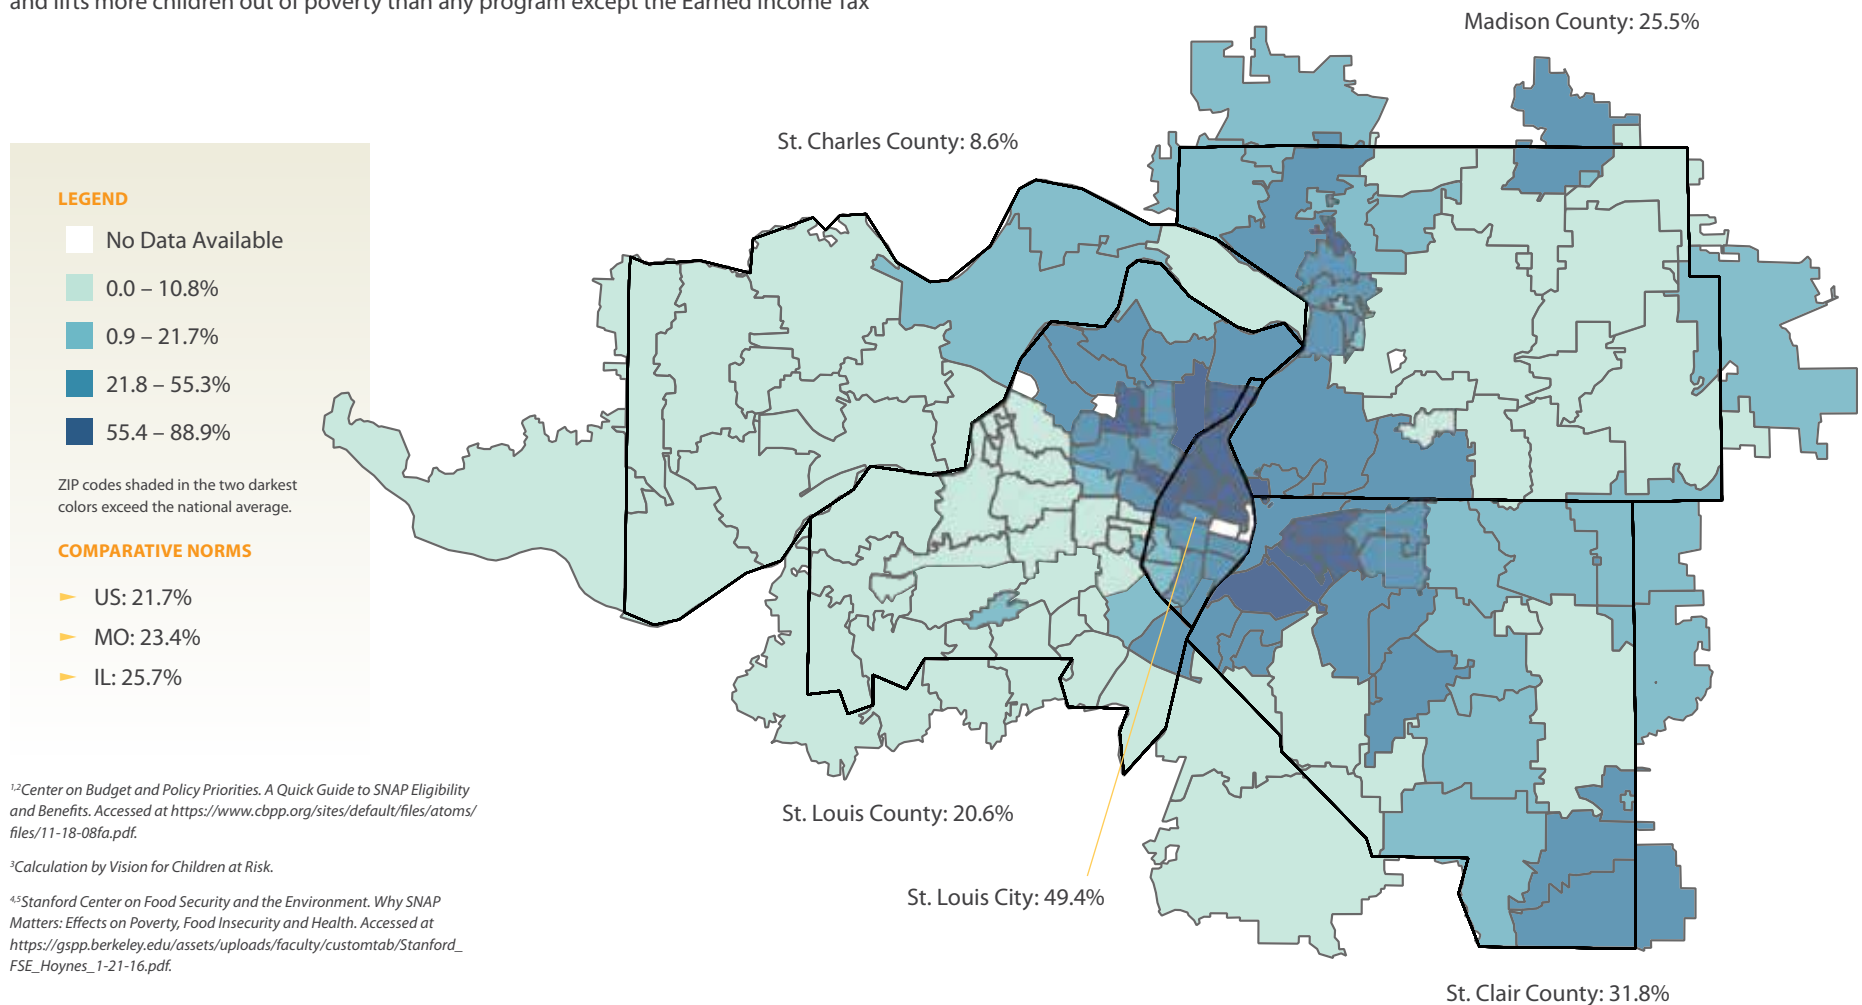 and lifts more children out of poverty than any program except the Earned Income Tax
Madison County: 25.5%
St. Charles County: 8.6%
LEGEND
No Data Available
0.0 – 10.8%
0.9 – 21.7%
21.8 – 55.3%
55.4 – 88.9%
ZIP codes shaded in the two darkest
colors exceed the national average.
COMPARATIVE NORMS
► US: 21.7%
► MO: 23.4%
► IL: 25.7%
1,2Center on Budget and Policy Priorities. A Quick Guide to SNAP Eligibility
and Benefits. Accessed at https://www.cbpp.org/sites/default/files/atoms/
files/11-18-08fa.pdf.
3Calculation by Vision for Children at Risk.
4,5Stanford Center on Food Security and the Environment. Why SNAP
Matters: Effects on Poverty, Food Insecurity and Health. Accessed at
https://gspp.berkeley.edu/assets/uploads/faculty/customtab/Stanford_
FSE_Hoynes_1-21-16.pdf.
St. Louis County: 20.6%
St. Louis City: 49.4%
St. Clair County: 31.8%